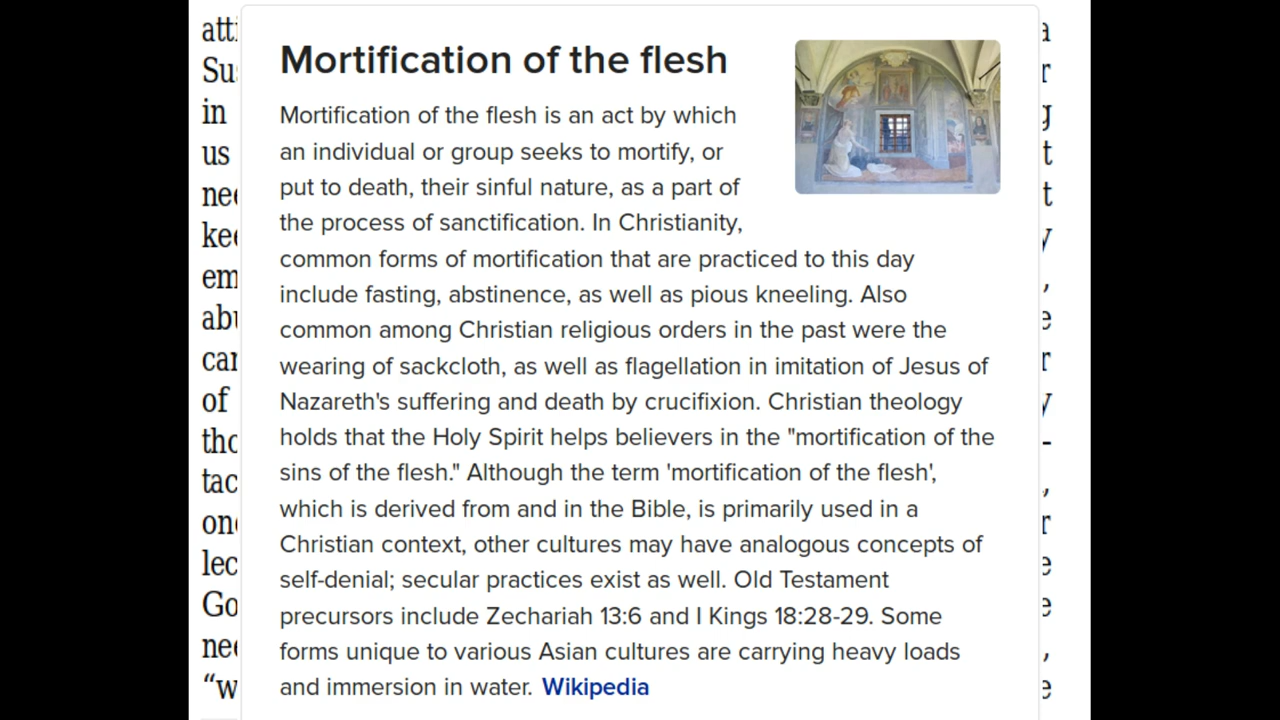 Mortification of the flesh
Mortification of the flesh is an act by which
an individual or group seeks to mortify, or
put to death, their sinful nature, as a part of
the process of sanctification. In Christianity,
common forms of mortification that are practiced to this day
include fasting, abstinence, as well as pious kneeling. Also
common among Christian religious orders in the past were the
wearing of sackcloth, as well as flagellation in imitation of Jesus of
Nazareth's suffering and death by crucifixion. Christian theology
holds that the Holy Spirit helps believers in the "mortification of the
sins of the flesh." Although the term 'mortification of the flesh',
which is derived from and in the Bible, is primarily used in a
Christian context, other cultures may have analogous concepts of
self-denial; secular practices exist as well. Old Testament
precursors include Zechariah 13:6 and I Kings 18:28-29. Some
forms unique to various Asian cultures are carrying heavy loads
and immersion in water. Wikipedia